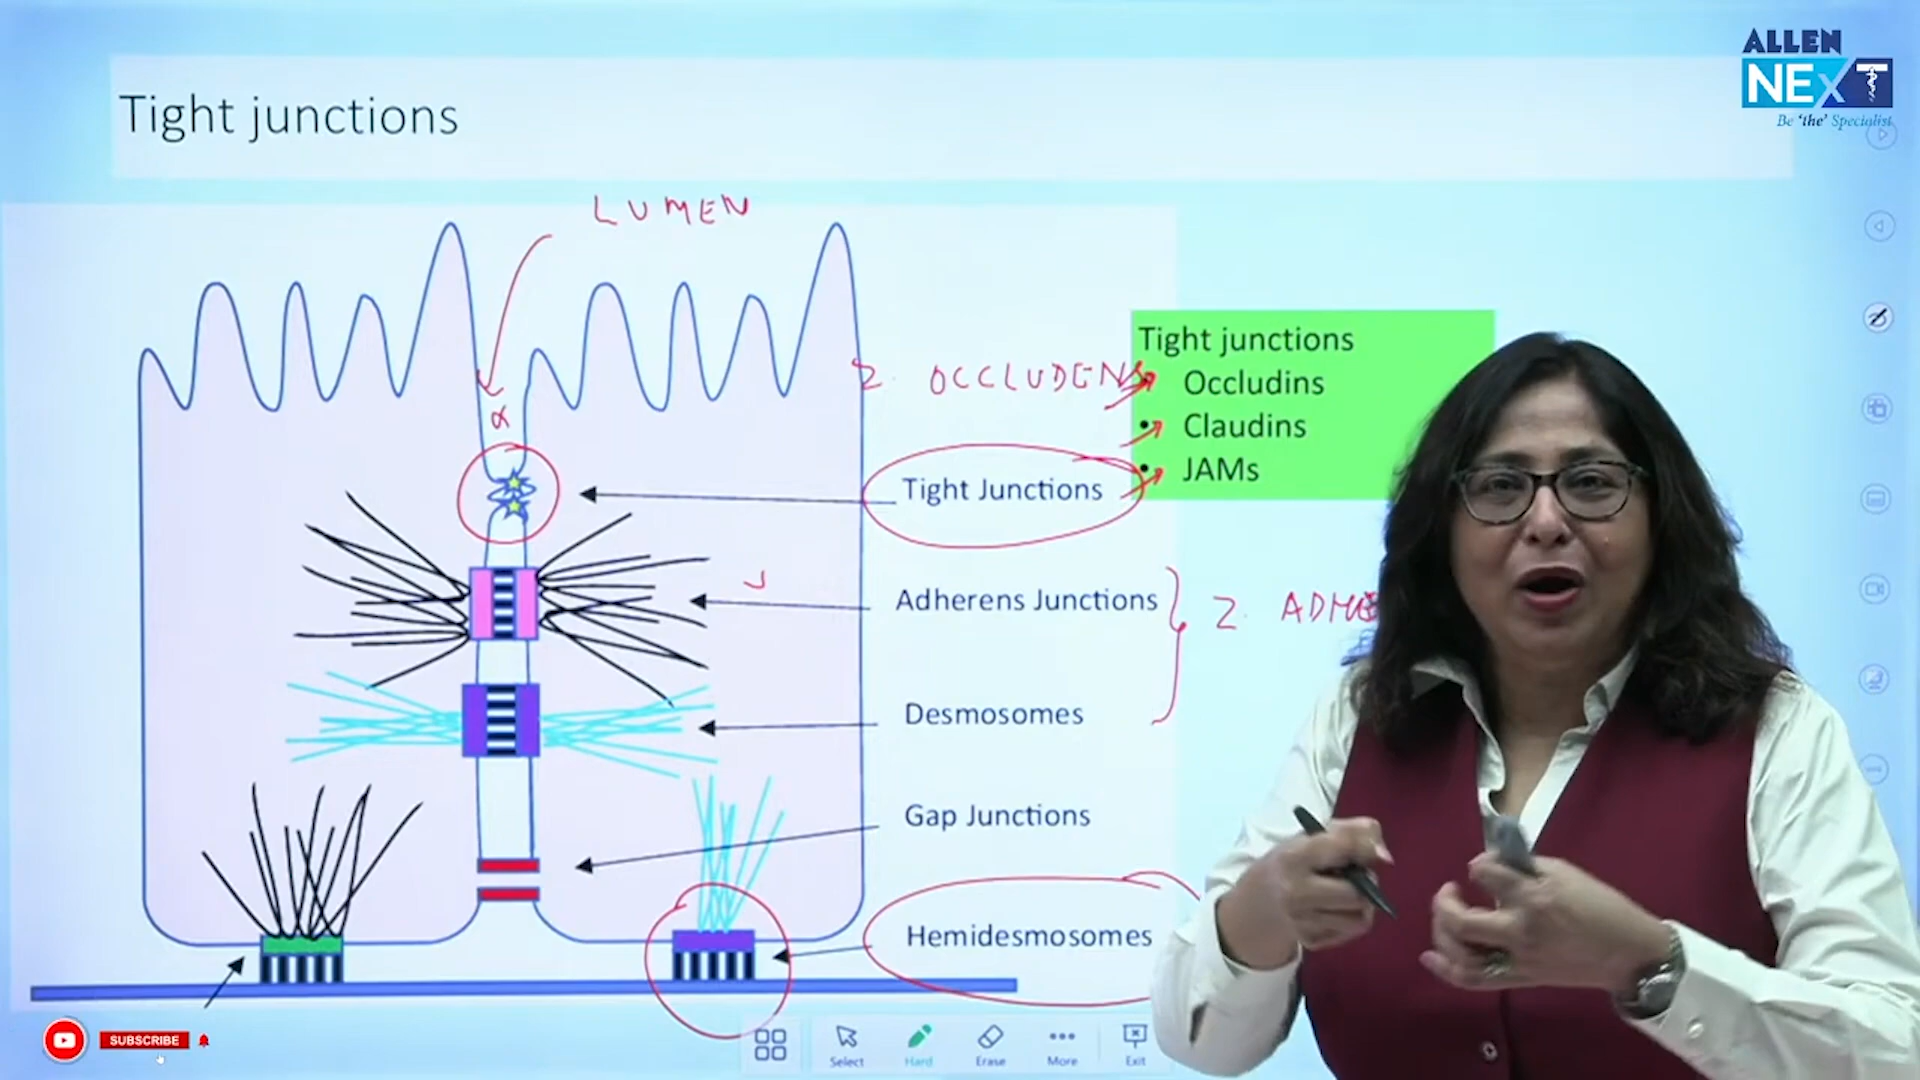 ALLEN
NEXT
Be 'the' Specialist
Tight junctions
LUMEN
Tight junctions
Z. OCCLUDENS
• Occludins
• Claudins
• JAMs
α
Tight Junctions
Adherens Junctions
Z. ADHE
Desmosomes
Gap Junctions
Hemidesmosomes
SUBSCRIBE
Select
Hard
Erase
More
Exit